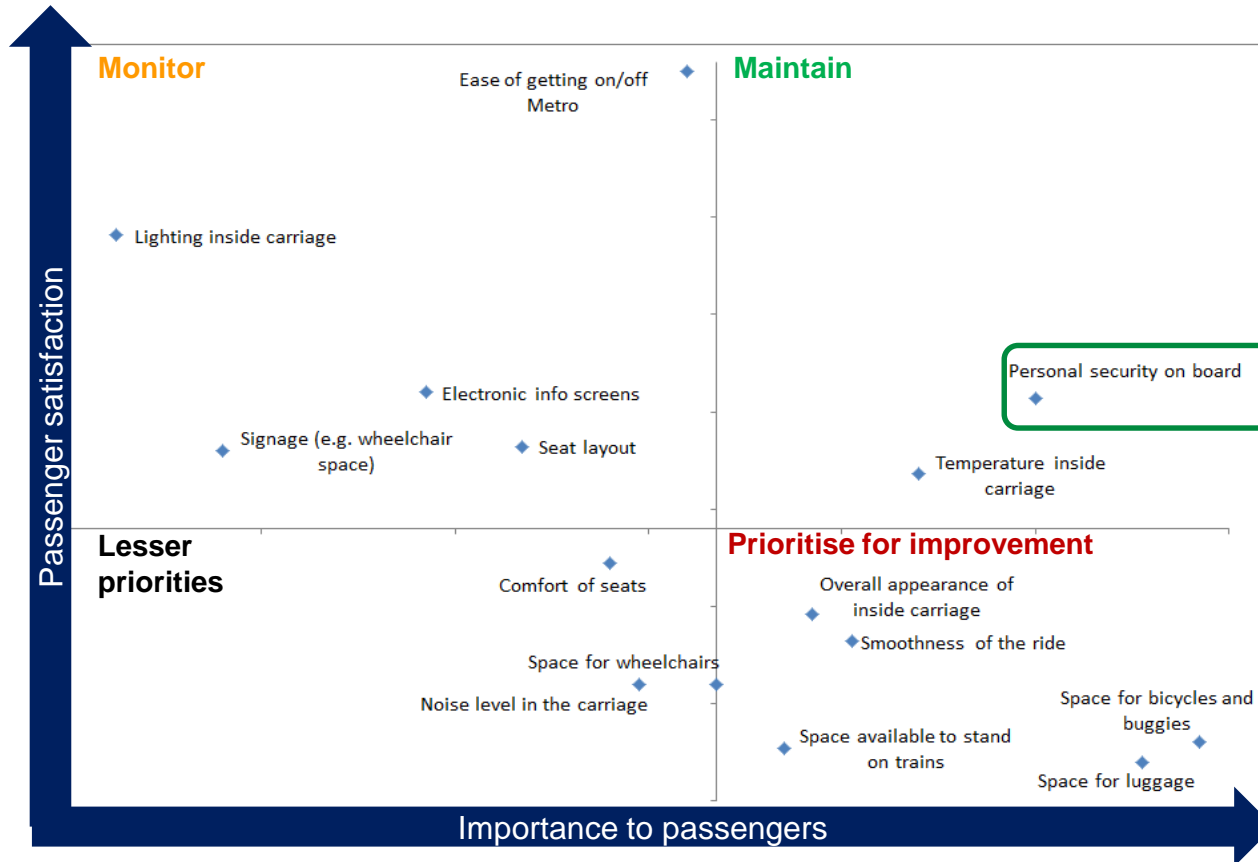 Monitor
Maintain
Ease of getting on/off
Metro
Lighting inside carriage
Personal security on board
Electronic info screens
Signage (e.g. wheelchair
space)
Seat layout
Temperature inside
carriage
Passenger satisfaction
Lesser
priorities
Prioritise for improvement
Comfort of seats
Overall appearance of
inside carriage
Smoothness of the ride
Space for wheelchairs
Noise level in the carriage
Space for bicycles and
buggies
Space available to stand
on trains
Space for luggage
Importance to passengers